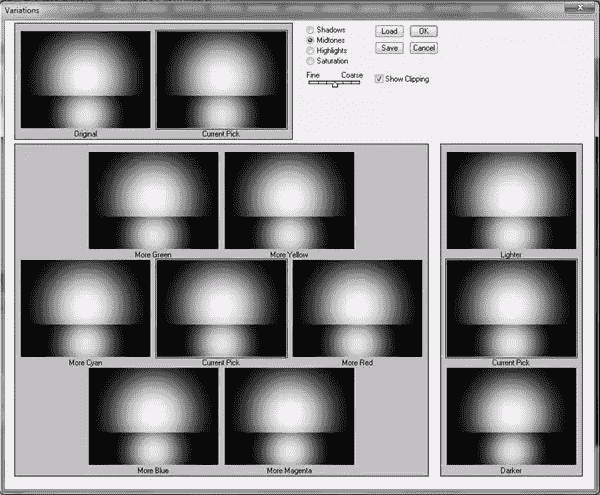 Variations
Shadows
Midtones
Highlights
Saturation
Load
OK
Save
Cancel
Fine
Coarse
Show Clipping
Original
Current Pick
More Green
More Yellow
Lighter
More Cyan
Current Pick
More Red
Current Pick
More Blue
More Magenta
Darker